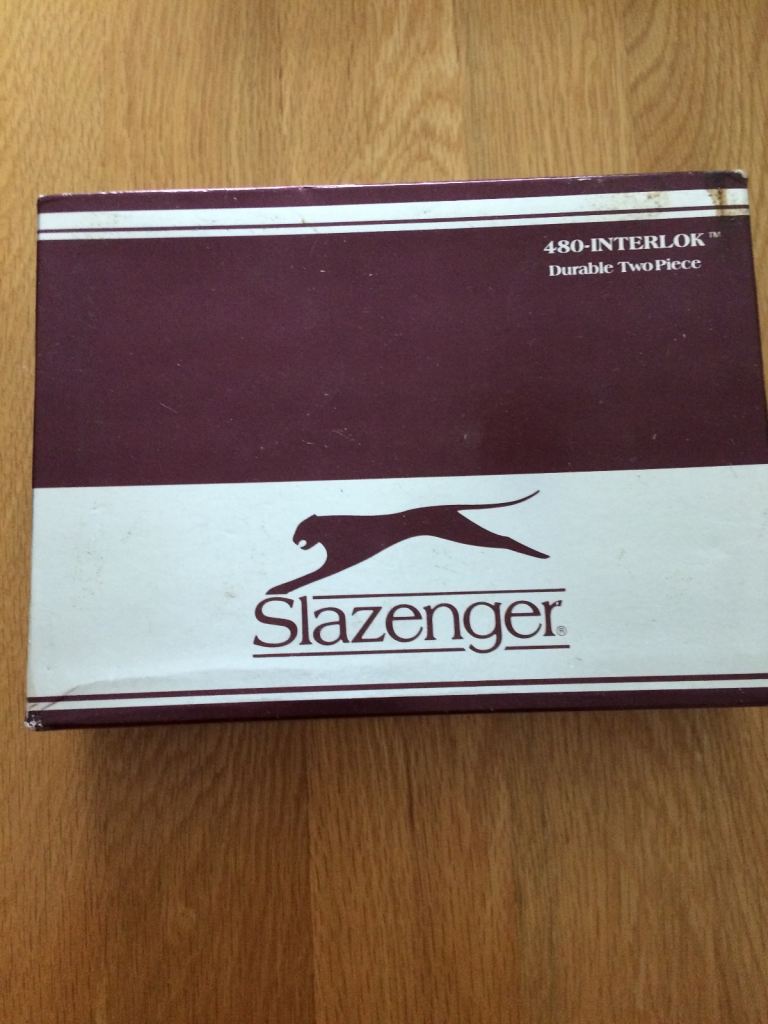 480-INTERLOK™
Durable Two Piece
Slazenger®